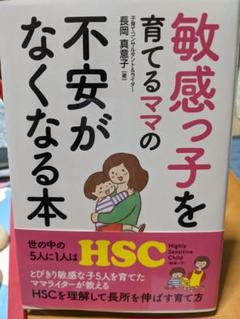 敏感っ子を
育てるママの
不安が
なくなる本
子育てコンサルタント&ライター
長岡真意子〔著〕
世の中の
5人に1人は
HSC
Highly
Sensitive
Child
とびきり敏感な子5人を育てた
ママライターが教える
HSCを理解して長所を伸ばす育て方